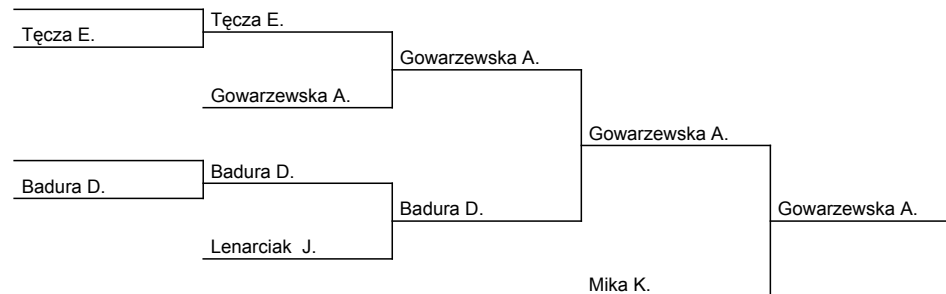 Tęcza E.
Tęcza E.
Gowarzewska A.
Gowarzewska A.
Gowarzewska A.
Badura D.
Badura D.
Badura D.
Gowarzewska A.
Lenarciak J.
Mika K.